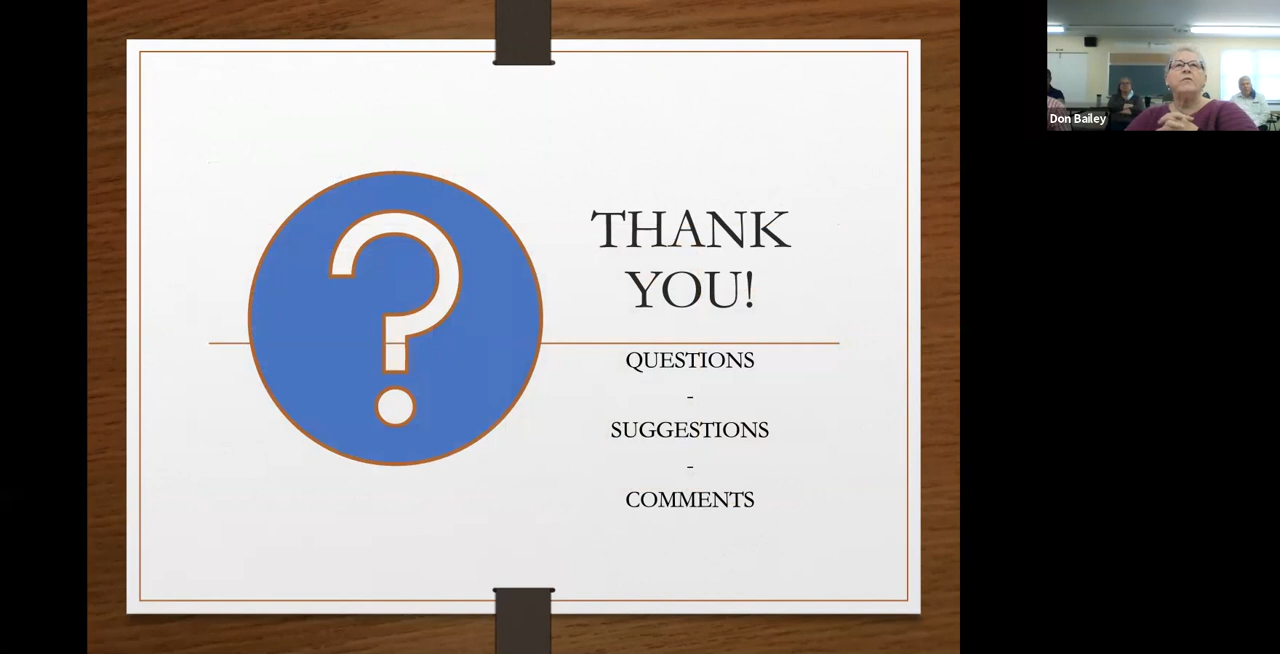 THANK
YOU!
QUESTIONS
-
SUGGESTIONS
-
COMMENTS
Don Bailey